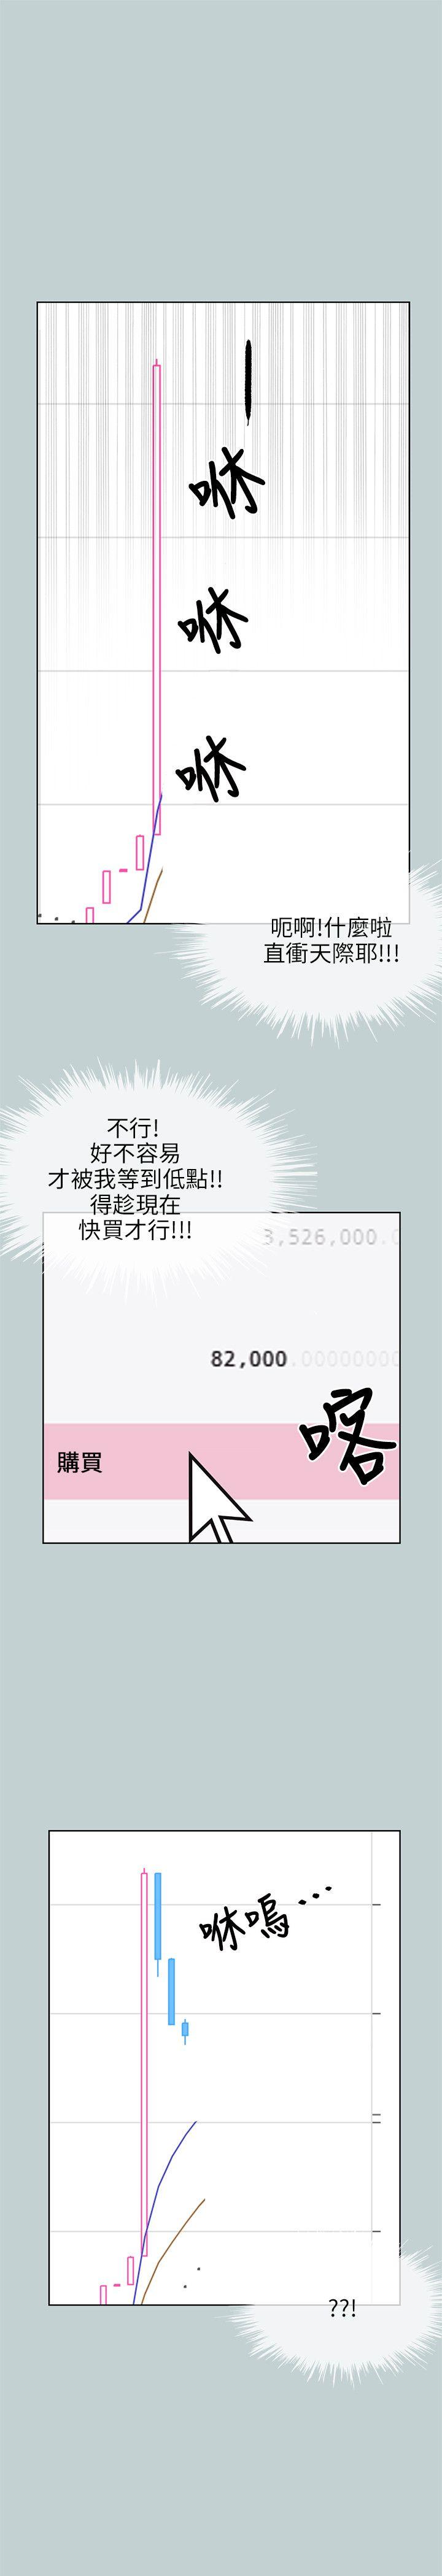 咻
咻
咻
呃啊!什麼啦
直衝天際耶!!!
不行!
好不容易
才被我等到低點!!
得趁現在
快買才行!!!
3,526,000.0
82,000.00000000
喀
購買
咻嗚…
??!